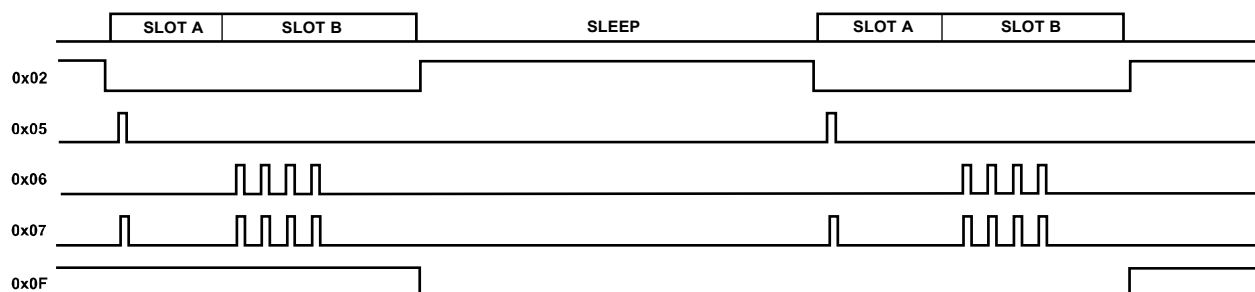 SLOT A SLOT B SLEEP SLOT A SLOT B
0x02
0x05
0x06
0x07
0x0F